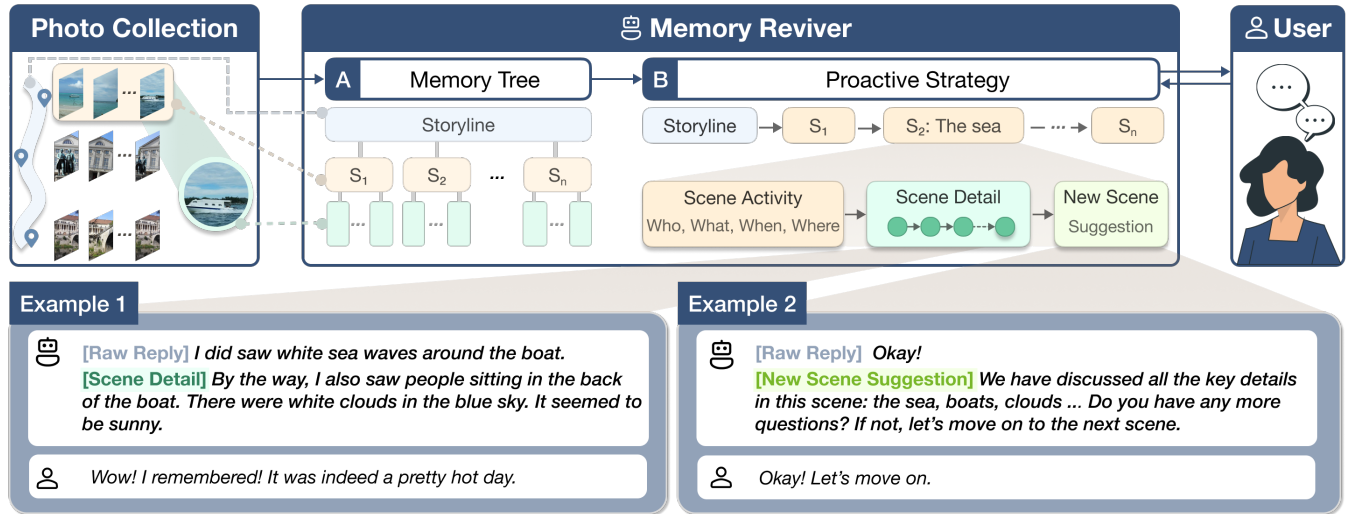 Photo Collection
Memory Reviver
User
A
Memory Tree
B
Proactive Strategy
...
Storyline
S1
S2
...
Sn
...
...
...
Storyline
S1
S2: The sea
...
Sn
Scene Activity
Who, What, When, Where
Scene Detail
New Scene
Suggestion
...
...
...
...
Example 1
[Raw Reply] I did saw white sea waves around the boat.
[Scene Detail] By the way, I also saw people sitting in the back
of the boat. There were white clouds in the blue sky. It seemed to
be sunny.
Wow! I remembered! It was indeed a pretty hot day.
Example 2
[Raw Reply] Okay!
[New Scene Suggestion] We have discussed all the key details
in this scene: the sea, boats, clouds ... Do you have any more
questions? If not, let's move on to the next scene.
Okay! Let's move on.